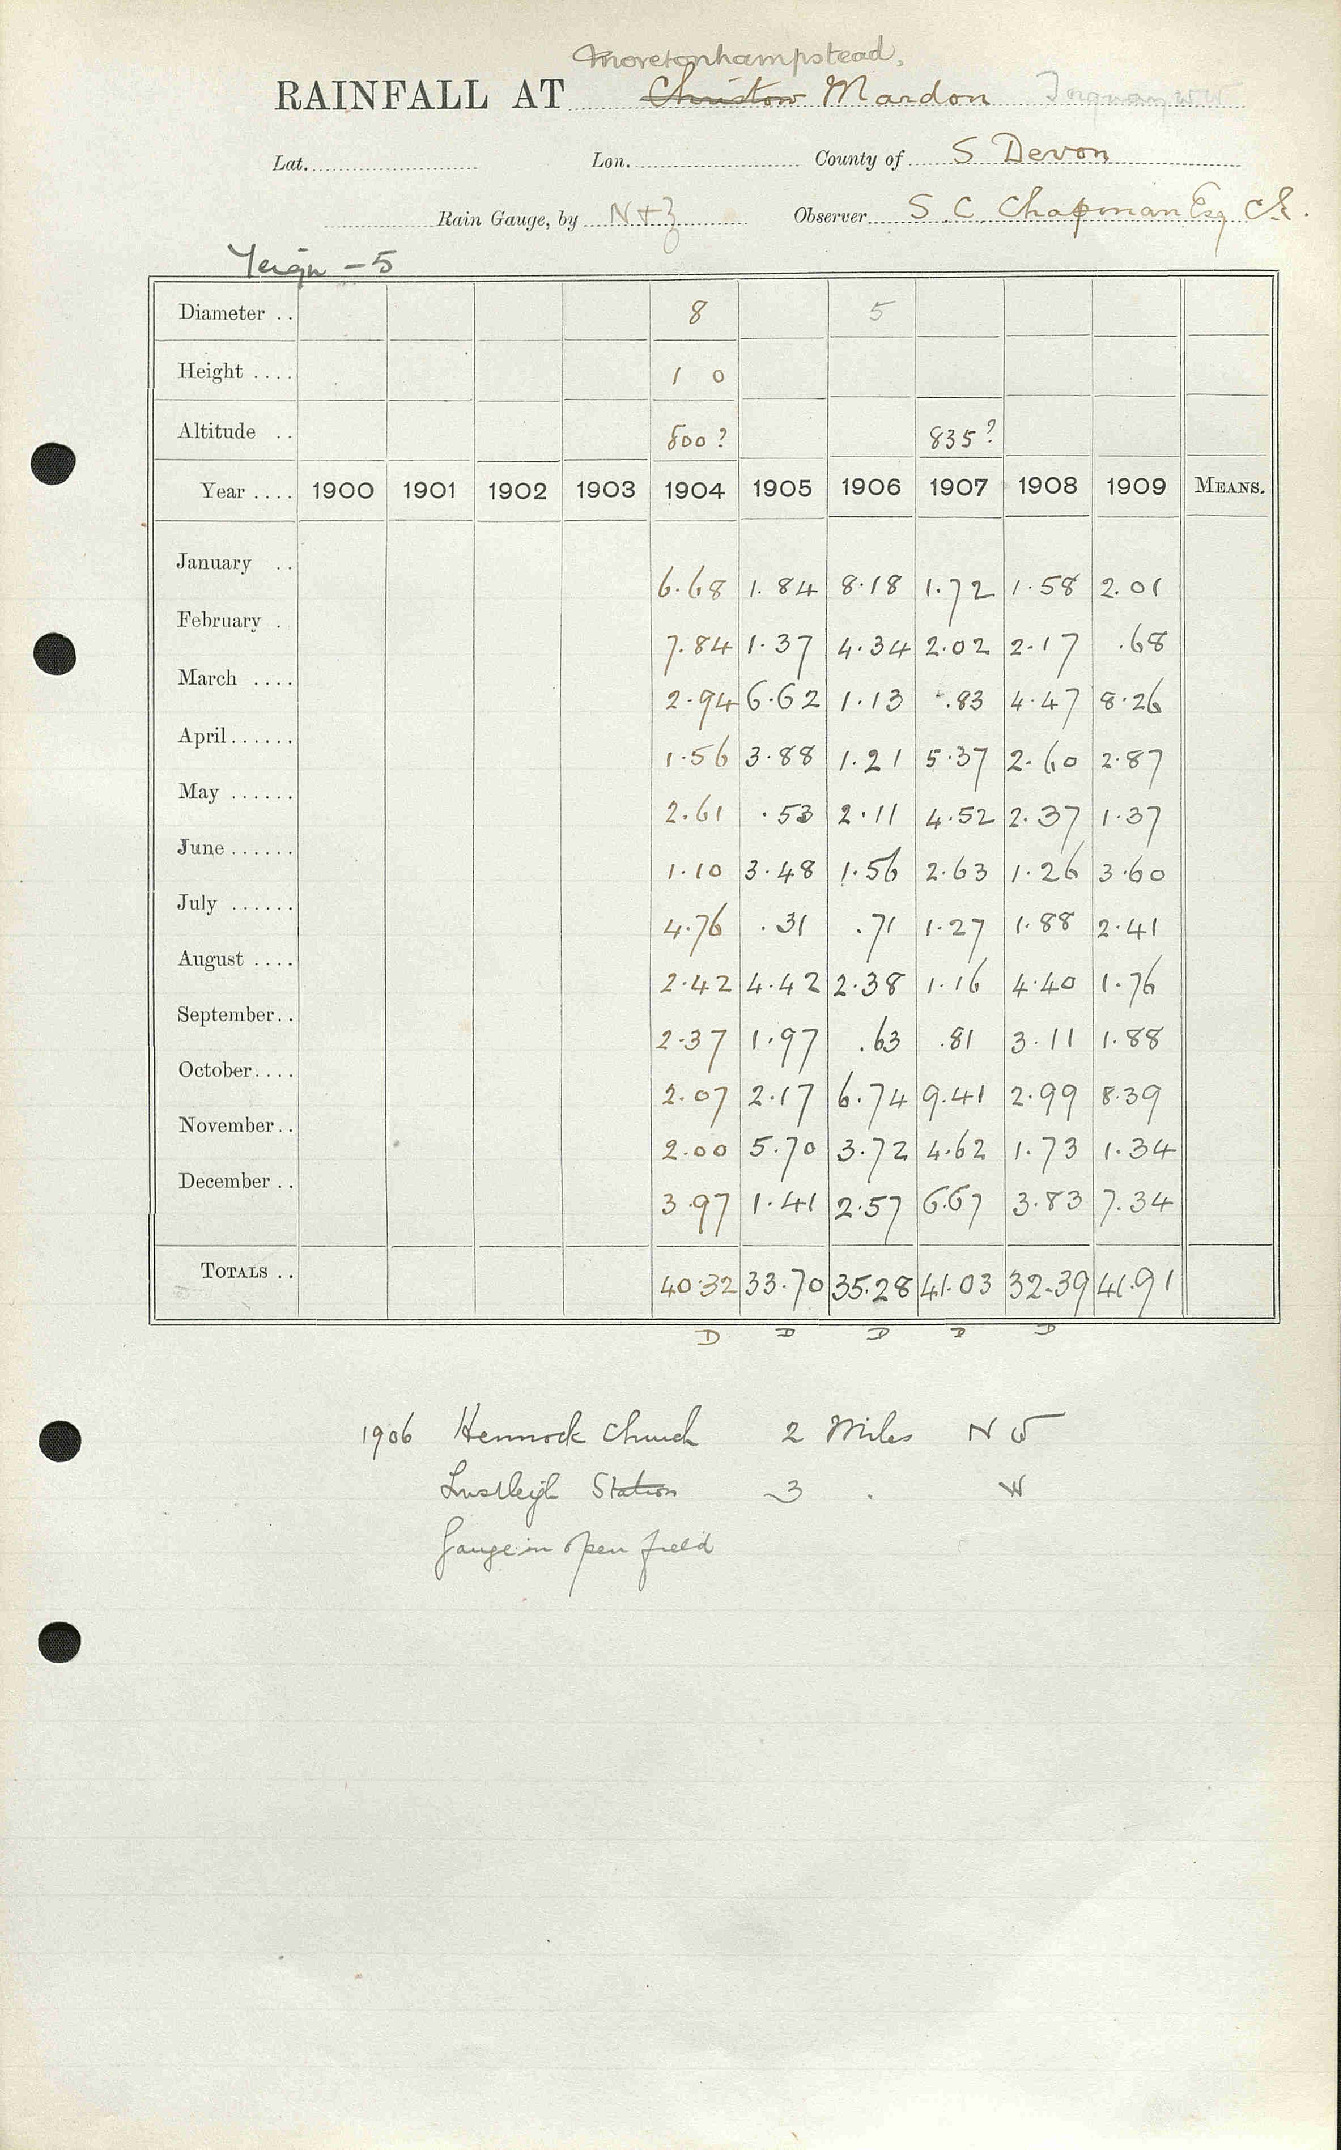 Moretonhampstead.
RAINFALL AT Christow Mardon Torquay W W
Lat. Lon. County of S Devon
Rain Gauge, by N+Z Observer S C Chapman Esq CE.
Teign - 5
Diameter .. 8 5
Height .... 1 0
Altitude .. 800? 835?
Year .... 1900 1901 1902 1903 1904 1905 1906 1907 1908 1909 MEANS.
January .. 6.68 1.84 8.18 1.72 1.58 2.01
February . 7.84 1.37 4.34 2.02 2.17 .68
March .... 2.94 6.62 1.13 .83 4.47 8.26
April...... 1.56 3.88 1.21 5.37 2.60 2.87
May ...... 2.61 .53 2.11 4.52 2.37 1.37
June ...... 1.10 3.48 1.56 2.63 1.26 3.60
July ...... 4.76 .31 .71 1.27 1.88 2.41
August .... 2.42 4.42 2.38 1.16 4.40 1.76
September.. 2.37 1.97 .63 .81 3.11 1.88
October.... 2.07 2.17 6.74 9.41 2.99 8.39
November.. 2.00 5.70 3.72 4.62 1.73 1.34
December .. 3.97 1.41 2.57 6.67 3.83 7.34
TOTALS .. 40.32 33.70 35.28 41.03 32.39 41.91
D D D D D
1906 Hennock Church 2 Miles N W
Lustleigh Station 3 . W
Gauge in open field